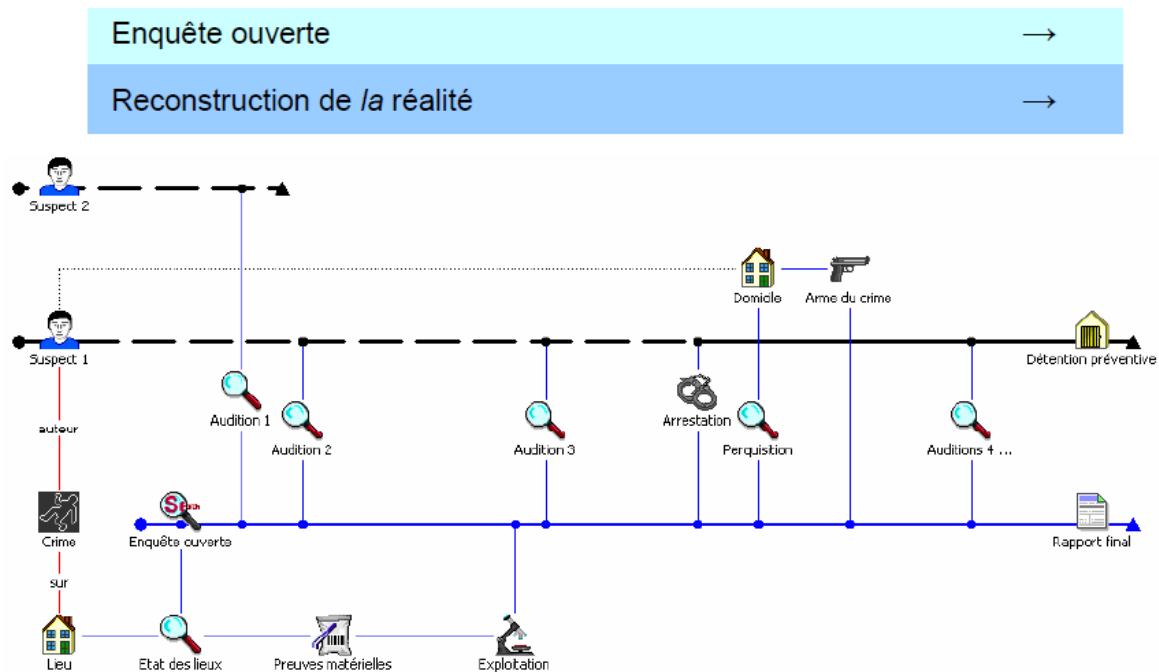 Enquête ouverte →
Reconstruction de la réalité →
Suspect 2
Domicile
Arme du crime
Suspect 1
Détention préventive
auteur
Audition 1
Audition 2
Audition 3
Arrestation
Perquisition
Auditions 4 ...
Crime
Enquête ouverte
Rapport final
sur
Lieu
Etat des lieux
Preuves matérielles
Exploitation